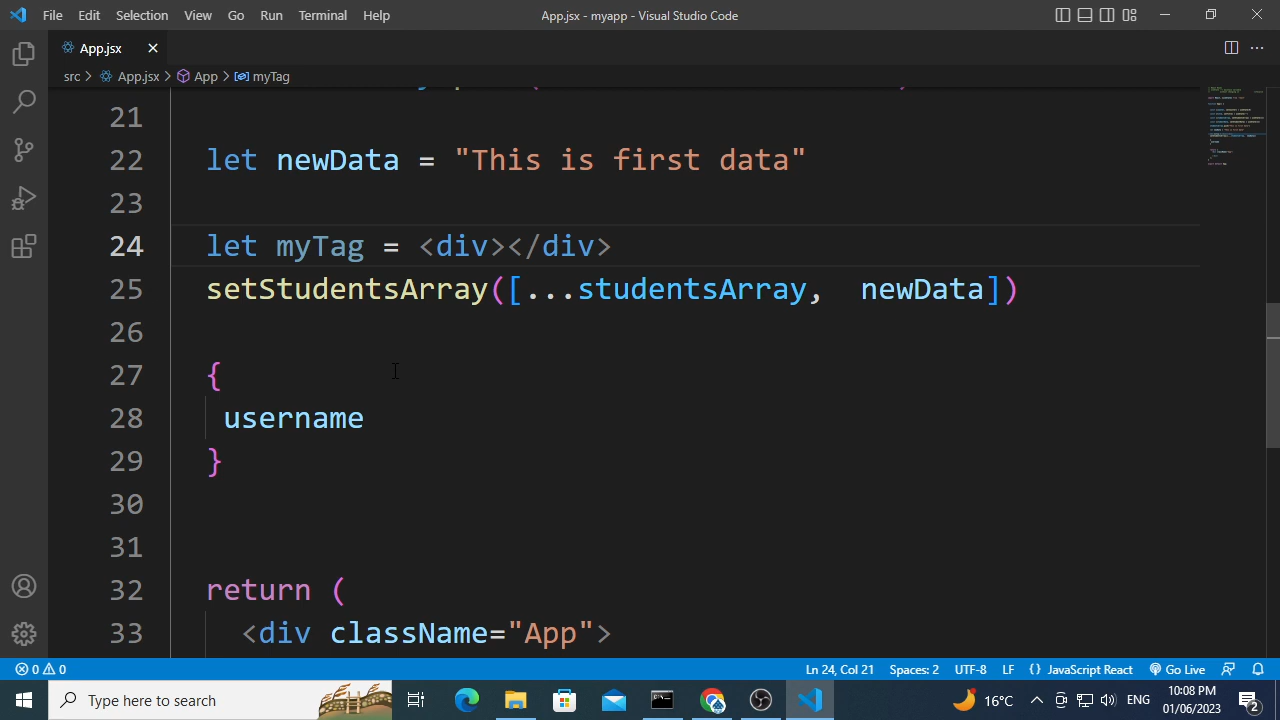 File Edit Selection View Go Run Terminal Help App.jsx - myapp - Visual Studio Code
App.jsx
src > App.jsx > App > myTag
21
22 let newData = "This is first data"
23
24 let myTag = <div></div>
25 setStudentsArray([...studentsArray,  newData])
26
27 {
28 username
29 }
30
31
32 return (
33 <div className="App">
0 0 Ln 24, Col 21 Spaces: 2 UTF-8 LF {} JavaScript React Go Live
Type here to search 16°C ENG 10:08 PM
01/06/2023 2